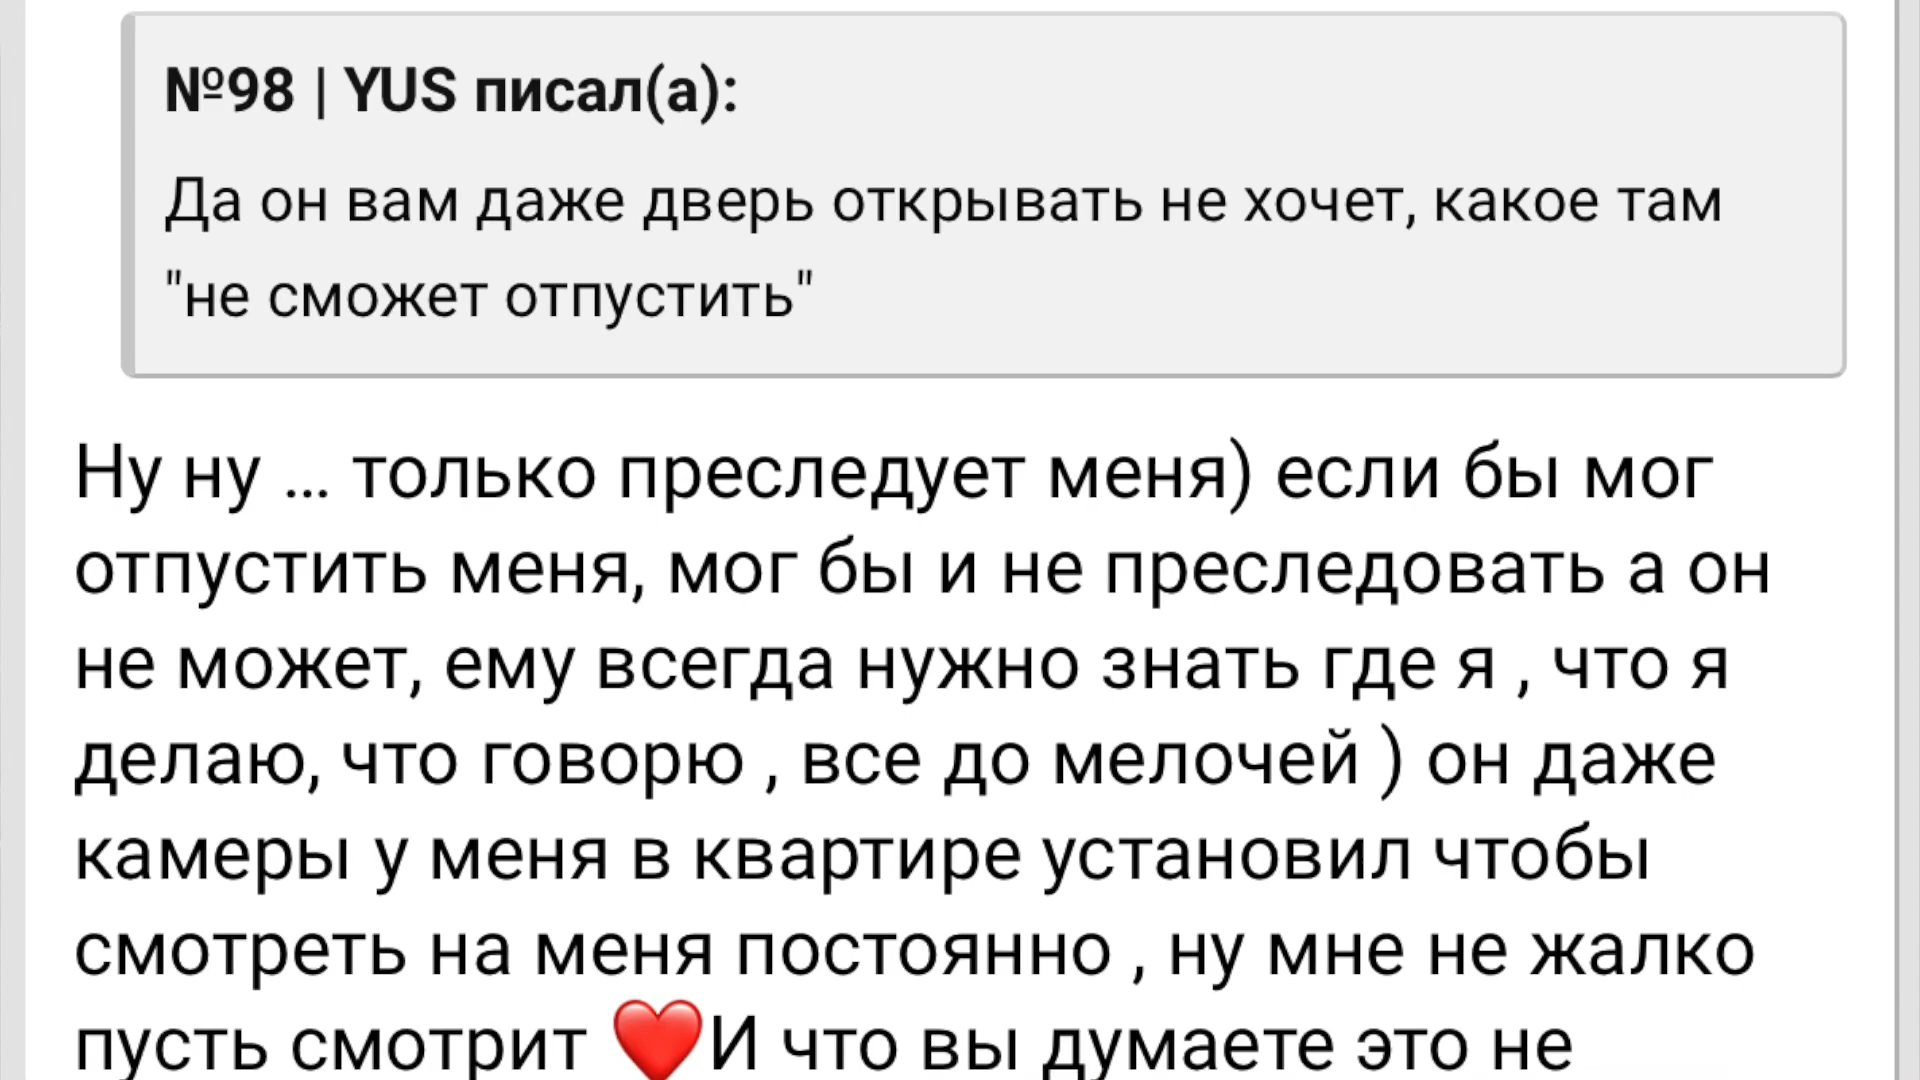 №98 | YUS писал(а):
Да он вам даже дверь открывать не хочет, какое там
"не сможет отпустить"
Ну ну ... только преследует меня) если бы мог
отпустить меня, мог бы и не преследовать а он
не может, ему всегда нужно знать где я , что я
делаю, что говорю , все до мелочей ) он даже
камеры у меня в квартире установил чтобы
смотреть на меня постоянно , ну мне не жалко
пусть смотрит ❤️И что вы думаете это не